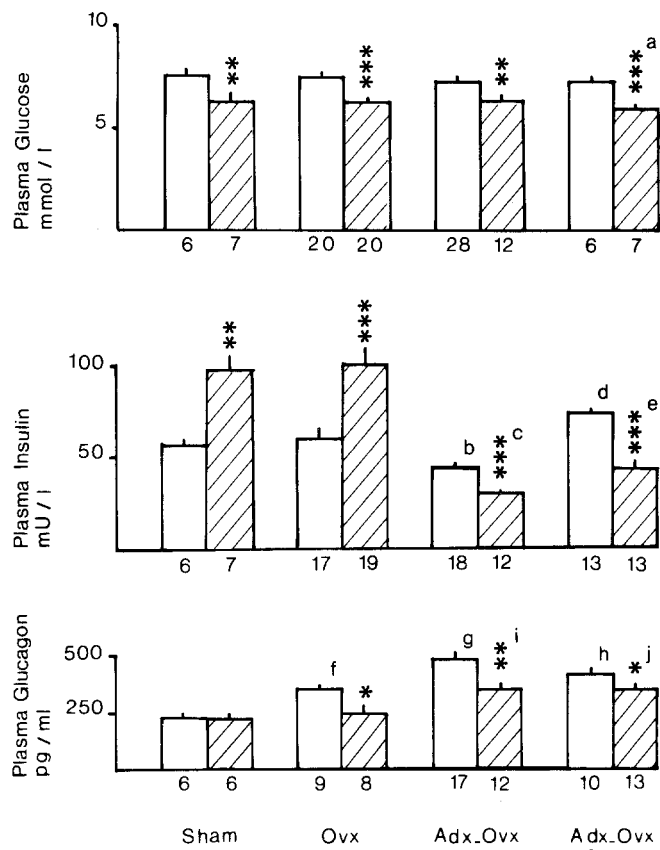 10
5
Plasma Glucose
mmol / l
**
***
**
***
a
6 7 20 20 28 12 6 7
100
50
Plasma Insulin
mU / l
**
***
b
***
c
d
***
e
6 7 17 19 18 12 13 13
500
250
Plasma Glucagon
pg / ml
f
*
g
**
i
h
*
j
6 6 9 8 17 12 10 13
Sham Ovx Adx-Ovx Adx-Ovx